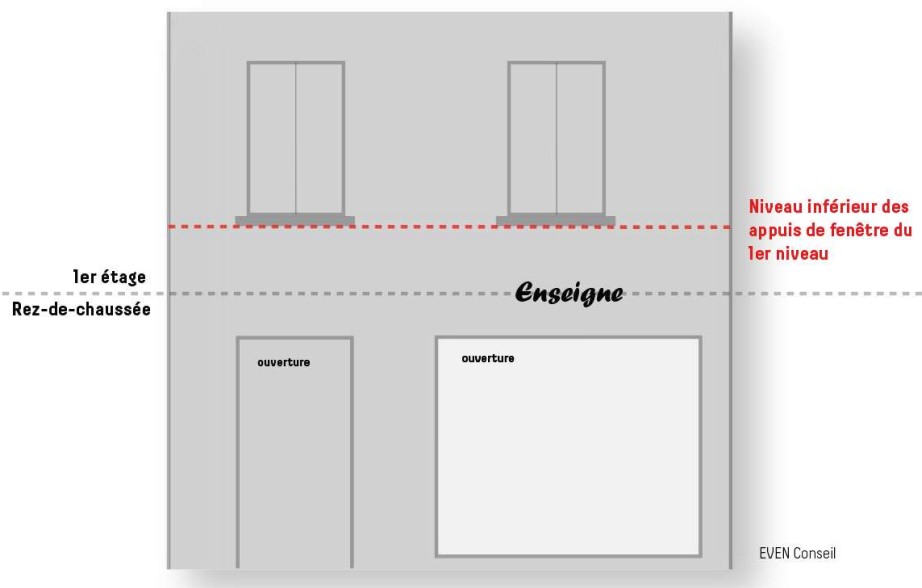 Niveau inférieur des
appuis de fenêtre du
1er niveau
1er étage
Enseigne
Rez-de-chaussée
ouverture
ouverture
EVEN Conseil